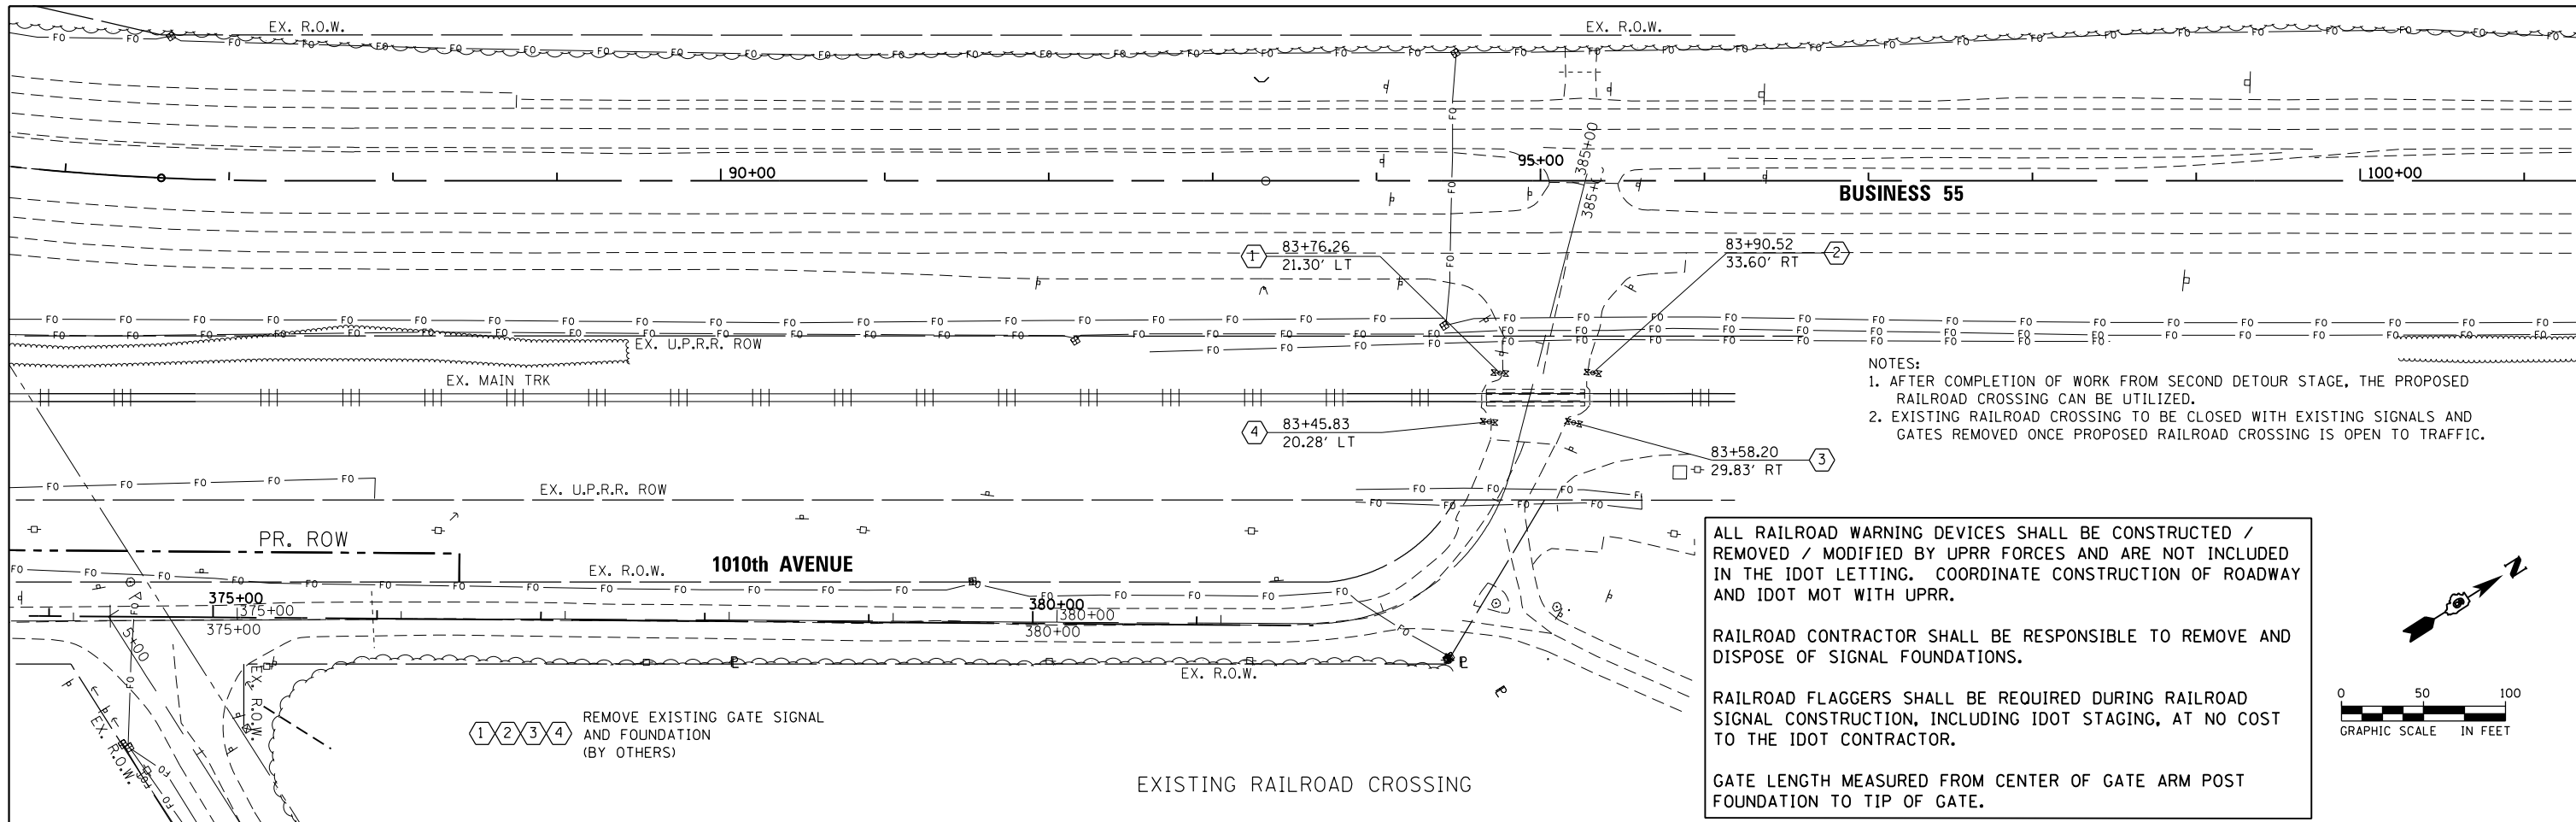 EX. R.O.W.
EX. R.O.W.
90+00
95+00
385+00
100+00
BUSINESS 55
1
83+76.26
21.30' LT
83+90.52
33.60' RT
2
EX. U.P.R.R. ROW
EX. MAIN TRK
4
83+45.83
20.28' LT
83+58.20
29.83' RT
3
NOTES:
1. AFTER COMPLETION OF WORK FROM SECOND DETOUR STAGE, THE PROPOSED
RAILROAD CROSSING CAN BE UTILIZED.
2. EXISTING RAILROAD CROSSING TO BE CLOSED WITH EXISTING SIGNALS AND
GATES REMOVED ONCE PROPOSED RAILROAD CROSSING IS OPEN TO TRAFFIC.
EX. U.P.R.R. ROW
PR. ROW
EX. R.O.W.
1010th AVENUE
375+00
375+00
375+00
380+00
380+00
380+00
5+00
EX. R.O.W.
EX. R.O.W.
EX. R.O.W.
1 2 3 4
REMOVE EXISTING GATE SIGNAL
AND FOUNDATION
(BY OTHERS)
EXISTING RAILROAD CROSSING
ALL RAILROAD WARNING DEVICES SHALL BE CONSTRUCTED /
REMOVED / MODIFIED BY UPRR FORCES AND ARE NOT INCLUDED
IN THE IDOT LETTING. COORDINATE CONSTRUCTION OF ROADWAY
AND IDOT MOT WITH UPRR.
RAILROAD CONTRACTOR SHALL BE RESPONSIBLE TO REMOVE AND
DISPOSE OF SIGNAL FOUNDATIONS.
RAILROAD FLAGGERS SHALL BE REQUIRED DURING RAILROAD
SIGNAL CONSTRUCTION, INCLUDING IDOT STAGING, AT NO COST
TO THE IDOT CONTRACTOR.
GATE LENGTH MEASURED FROM CENTER OF GATE ARM POST
FOUNDATION TO TIP OF GATE.
N
0 50 100
GRAPHIC SCALE IN FEET